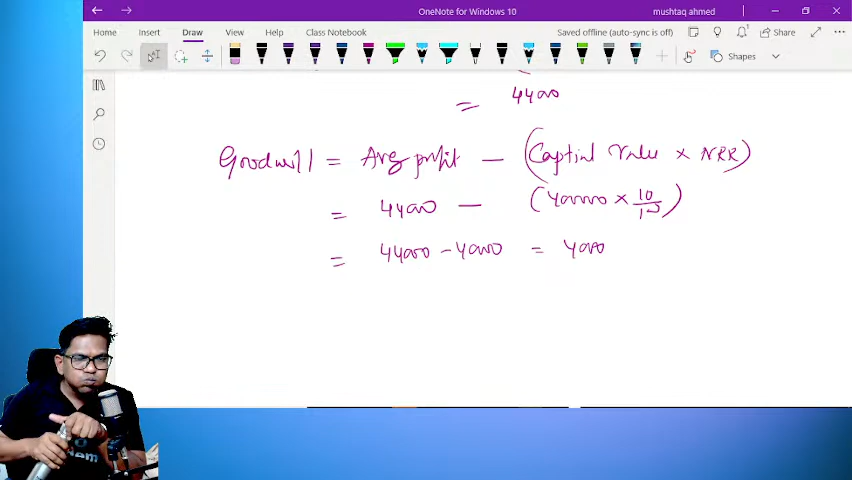 OneNote for Windows 10
mushtaq ahmed
Home Insert Draw View Help Class Notebook
Saved offline (auto-sync is off)
Share
Shapes
= 44000
Goodwill = Avg profit - (Captial Value × NRR)
= 44000 - (400000 × 10/100)
= 44000 - 40000 = 4000